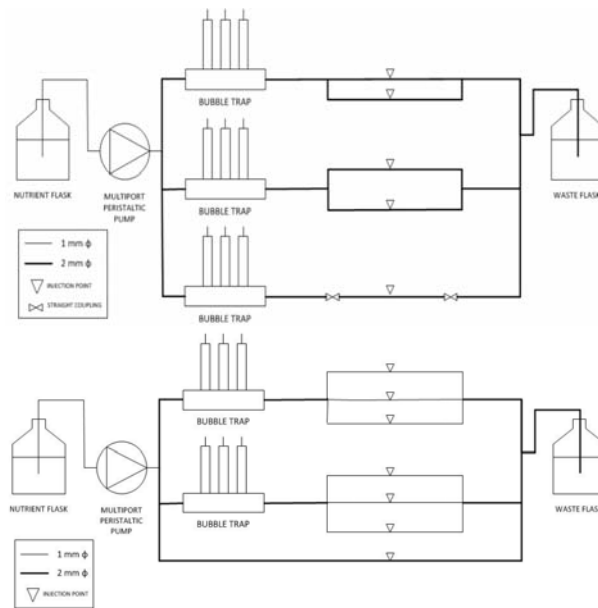 BUBBLE TRAP
NUTRIENT FLASK
MULTIPORT
PERISTALTIC
PUMP
BUBBLE TRAP
WASTE FLASK
1 mm ϕ
2 mm ϕ
INJECTION POINT
STRAIGHT COUPLING
BUBBLE TRAP
BUBBLE TRAP
NUTRIENT FLASK
MULTIPORT
PERISTALTIC
PUMP
BUBBLE TRAP
WASTE FLASK
1 mm ϕ
2 mm ϕ
INJECTION POINT